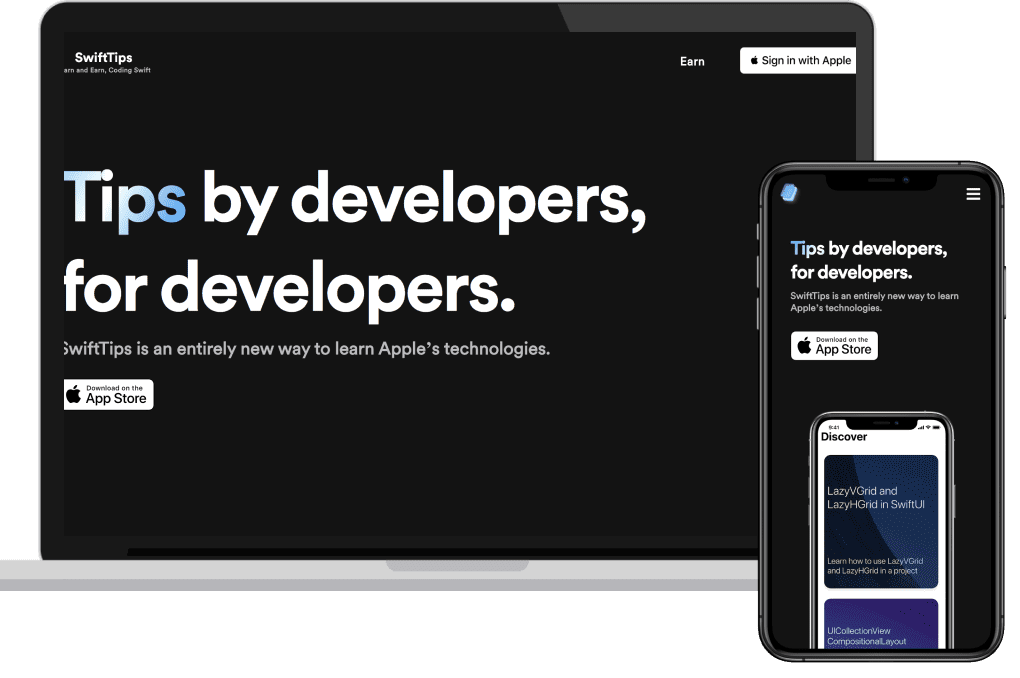 SwiftTips
arn and Earn, Coding Swift
Earn
Sign in with Apple
Tips by developers,
for developers.
SwiftTips is an entirely new way to learn Apple's technologies.
Download on the
App Store
Tips by developers,
for developers.
SwiftTips is an entirely new way to learn
Apple's technologies.
Download on the
App Store
9:41
Discover
LazyVGrid and
LazyHGrid in SwiftUI
Learn how to use LazyVGrid
and LazyHGrid in a project
UICollectionView
CompositionalLayout